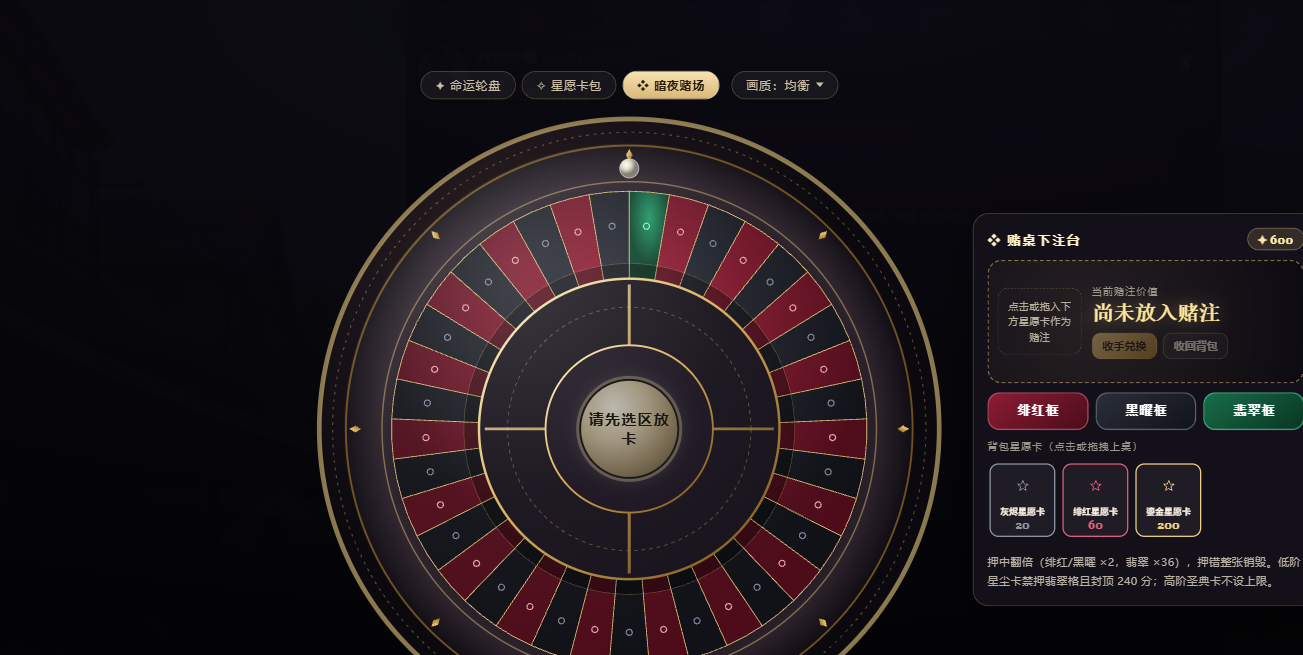 ✦ 命运轮盘
✧ 星愿卡包
❖ 暗夜赌场
画质：均衡
❖ 赌桌下注台
✦600
点击或拖入下
方星愿卡作为
赌注
当前赌注价值
尚未放入赌注
收手兑换
收回背包
绯红框
黑曜框
翡翠框
请先选区放
卡
背包星愿卡（点击或拖拽上桌）
灰烬星愿卡
20
绯红星愿卡
60
鎏金星愿卡
200
押中翻倍（绯红/黑曜 ×2，翡翠 ×36），押错整张销毁。低阶
星尘卡禁押翡翠格且封顶 240 分；高阶圣典卡不设上限。